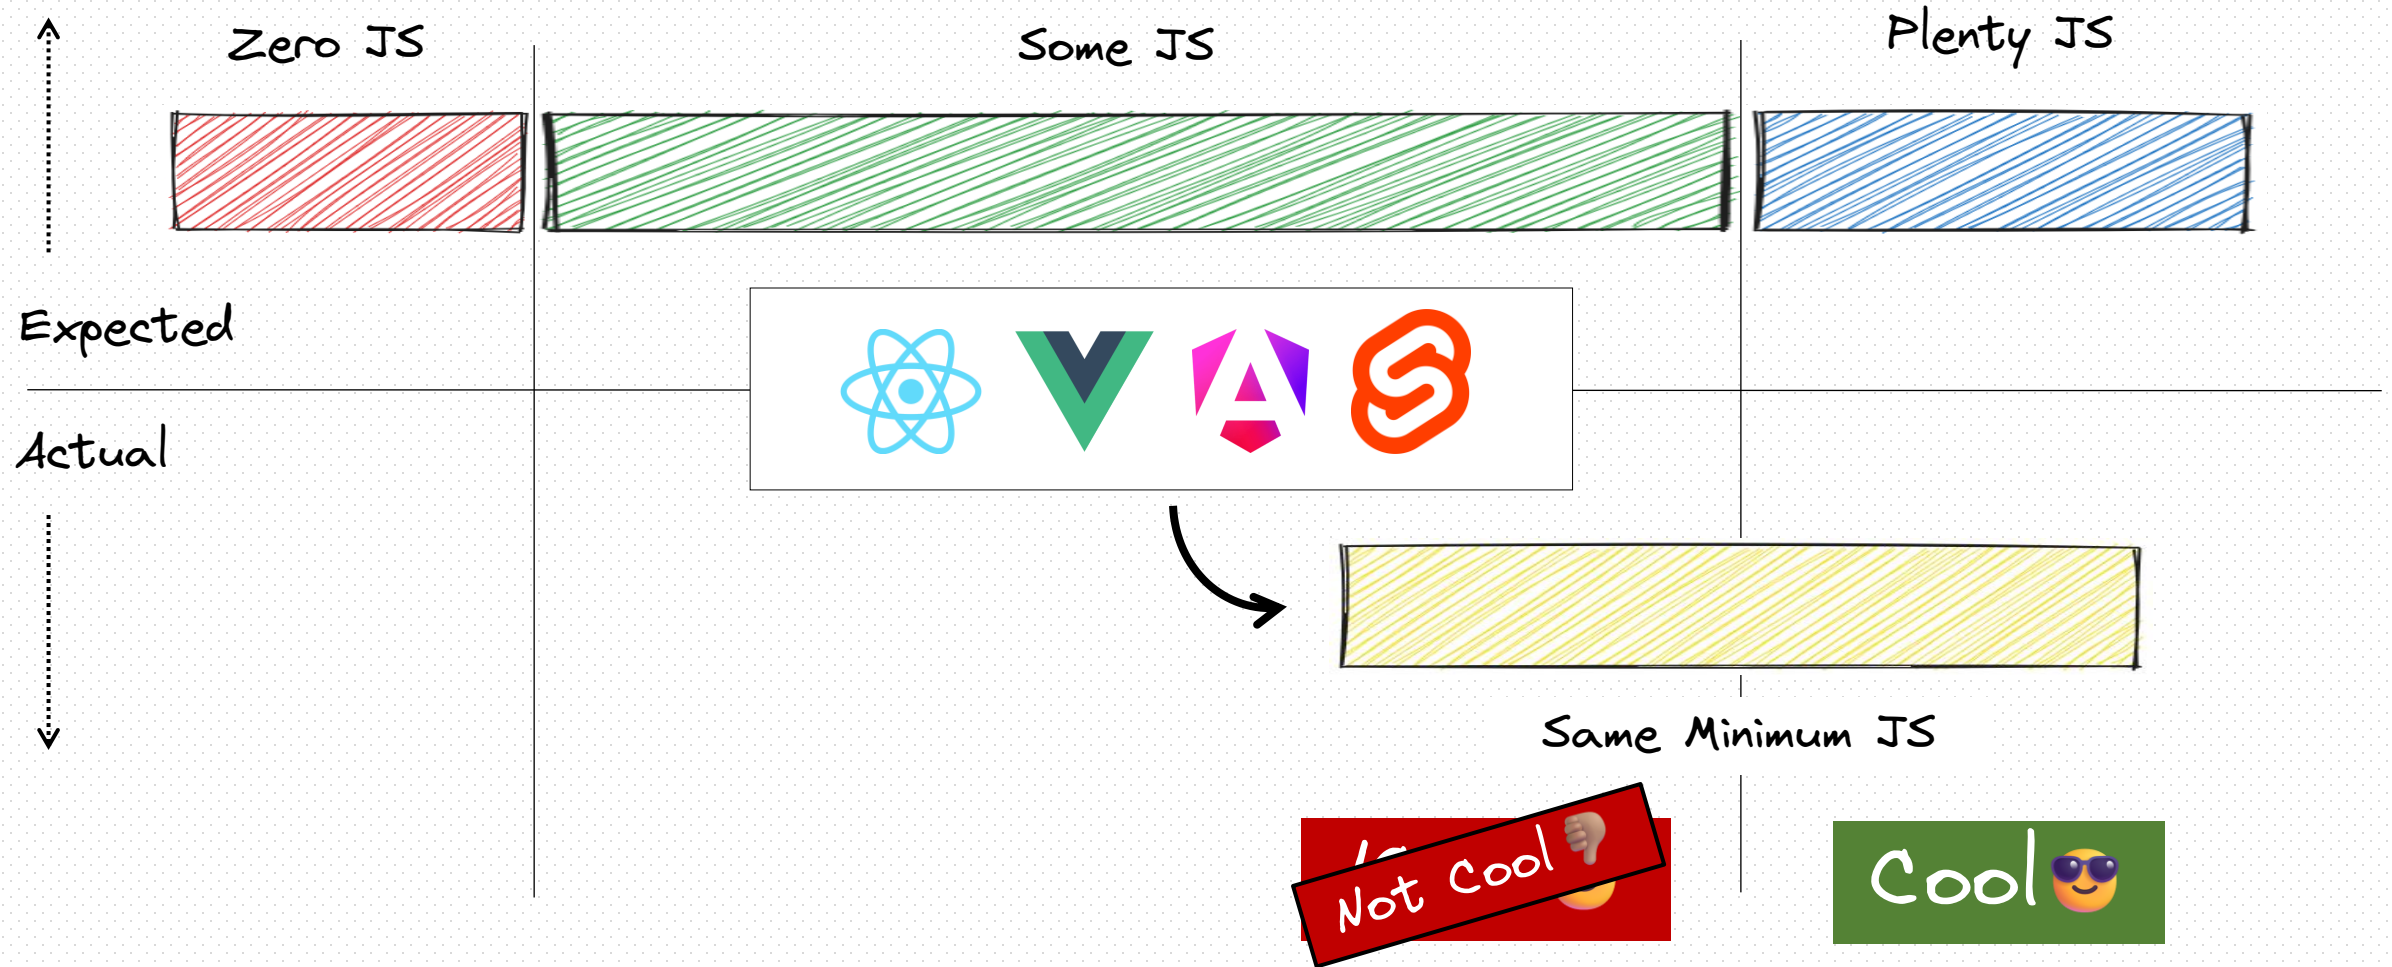 Zero JS
Some JS
Plenty JS
Expected
Actual
Same Minimum JS
Not Cool
Cool